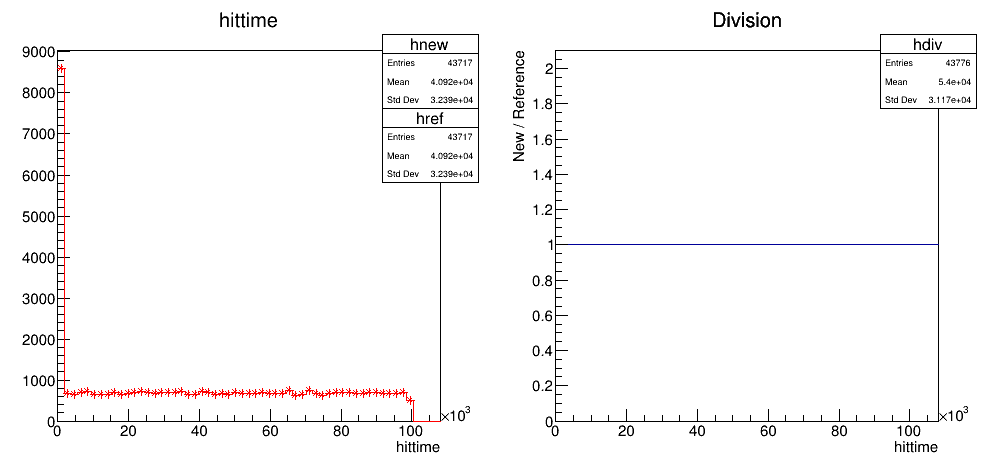 hittime
hnew
Entries 43717
Mean 4.092e+04
Std Dev 3.239e+04
href
Entries 43717
Mean 4.092e+04
Std Dev 3.239e+04
9000
8000
7000
6000
5000
4000
3000
2000
1000
0
0 20 40 60 80 100
×10³
hittime
Division
hdiv
Entries 43776
Mean 5.4e+04
Std Dev 3.117e+04
New / Reference
2
1.8
1.6
1.4
1.2
1
0.8
0.6
0.4
0.2
0
0 20 40 60 80 100
×10³
hittime